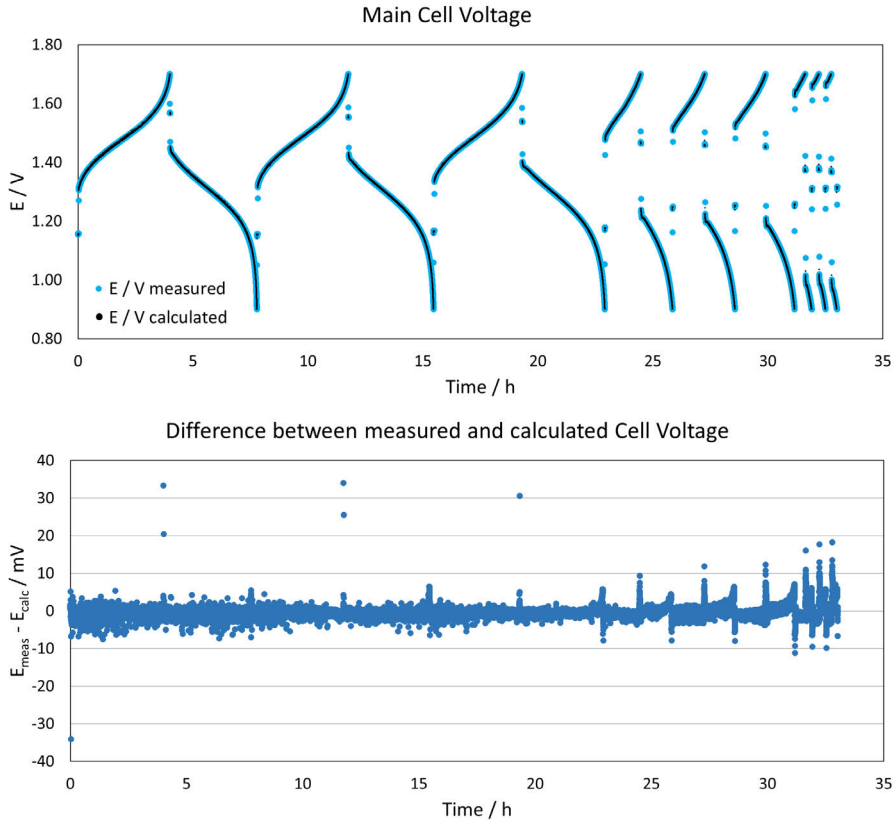 Main Cell Voltage
1.80
1.60
1.40
1.20
1.00
0.80
E / V
E / V measured
E / V calculated
0 5 10 15 20 25 30 35
Time / h
Difference between measured and calculated Cell Voltage
40
30
20
10
0
-10
-20
-30
-40
Emeas - Ecalc / mV
0 5 10 15 20 25 30 35
Time / h